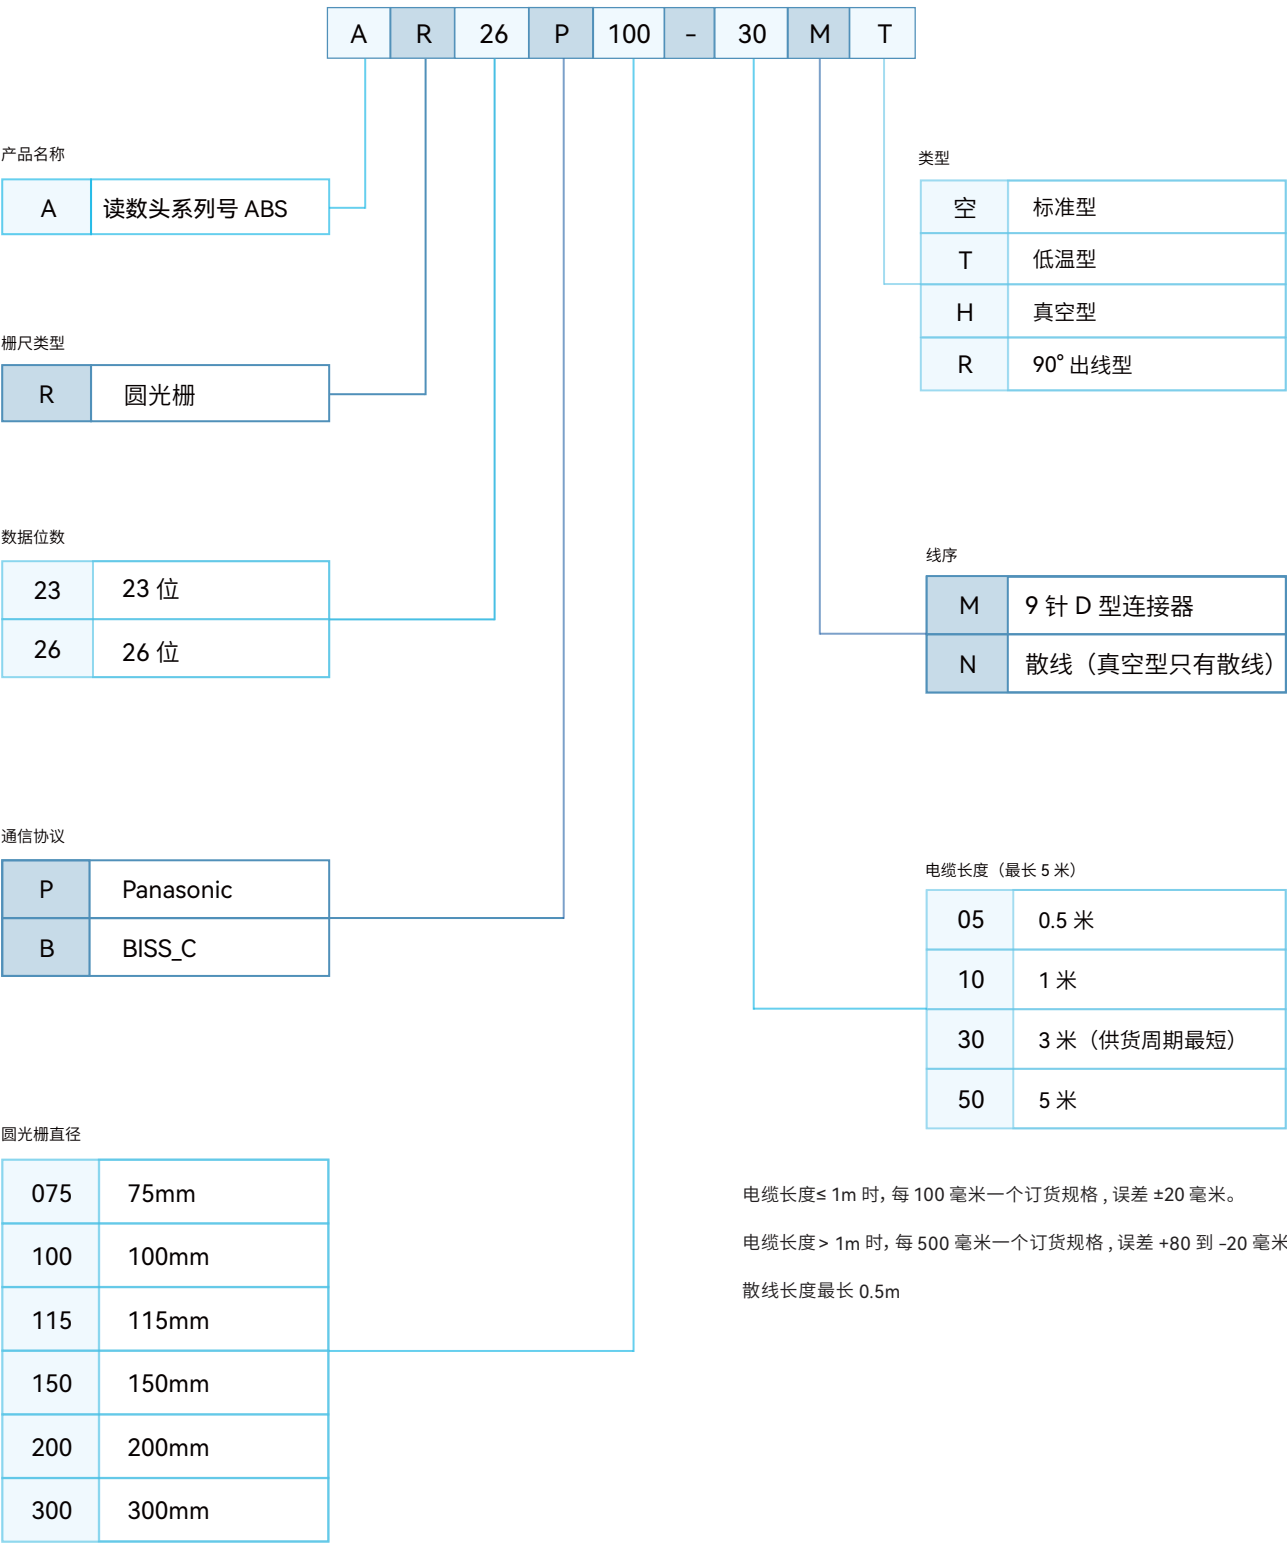 A R 26 P 100 - 30 M T
产品名称
A 读数头系列号 ABS
栅尺类型
R 圆光栅
数据位数
23 23 位
26 26 位
通信协议
P Panasonic
B BISS_C
圆光栅直径
075 75mm
100 100mm
115 115mm
150 150mm
200 200mm
300 300mm
类型
空 标准型
T 低温型
H 真空型
R 90° 出线型
线序
M 9 针 D 型连接器
N 散线（真空型只有散线）
电缆长度（最长 5 米）
05 0.5 米
10 1 米
30 3 米（供货周期最短）
50 5 米
电缆长度≤ 1m 时，每 100 毫米一个订货规格 , 误差 ±20 毫米。
电缆长度 > 1m 时，每 500 毫米一个订货规格 , 误差 +80 到 -20 毫米
散线长度最长 0.5m